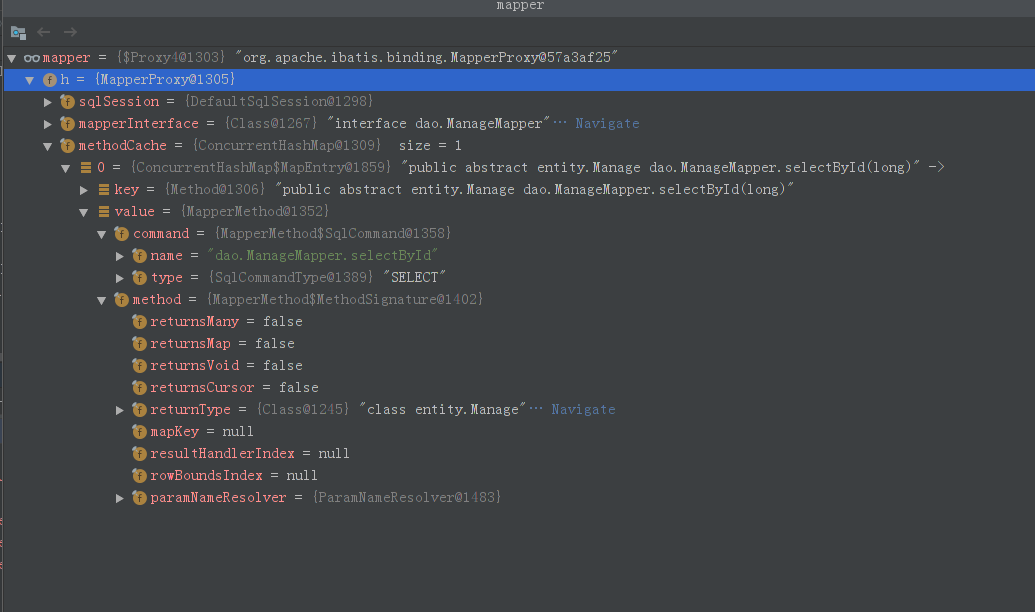 mapper
mapper = {$Proxy4@1303} "org.apache.ibatis.binding.MapperProxy@57a3af25"
h = {MapperProxy@1305}
sqlSession = {DefaultSqlSession@1298}
mapperInterface = {Class@1267} "interface dao.ManageMapper"… Navigate
methodCache = {ConcurrentHashMap@1309} size = 1
0 = {ConcurrentHashMap$MapEntry@1859} "public abstract entity.Manage dao.ManageMapper.selectById(long)" ->
key = {Method@1306} "public abstract entity.Manage dao.ManageMapper.selectById(long)"
value = {MapperMethod@1352}
command = {MapperMethod$SqlCommand@1358}
name = "dao.ManageMapper.selectById"
type = {SqlCommandType@1389} "SELECT"
method = {MapperMethod$MethodSignature@1402}
returnsMany = false
returnsMap = false
returnsVoid = false
returnsCursor = false
returnType = {Class@1245} "class entity.Manage"… Navigate
mapKey = null
resultHandlerIndex = null
rowBoundsIndex = null
paramNameResolver = {ParamNameResolver@1483}